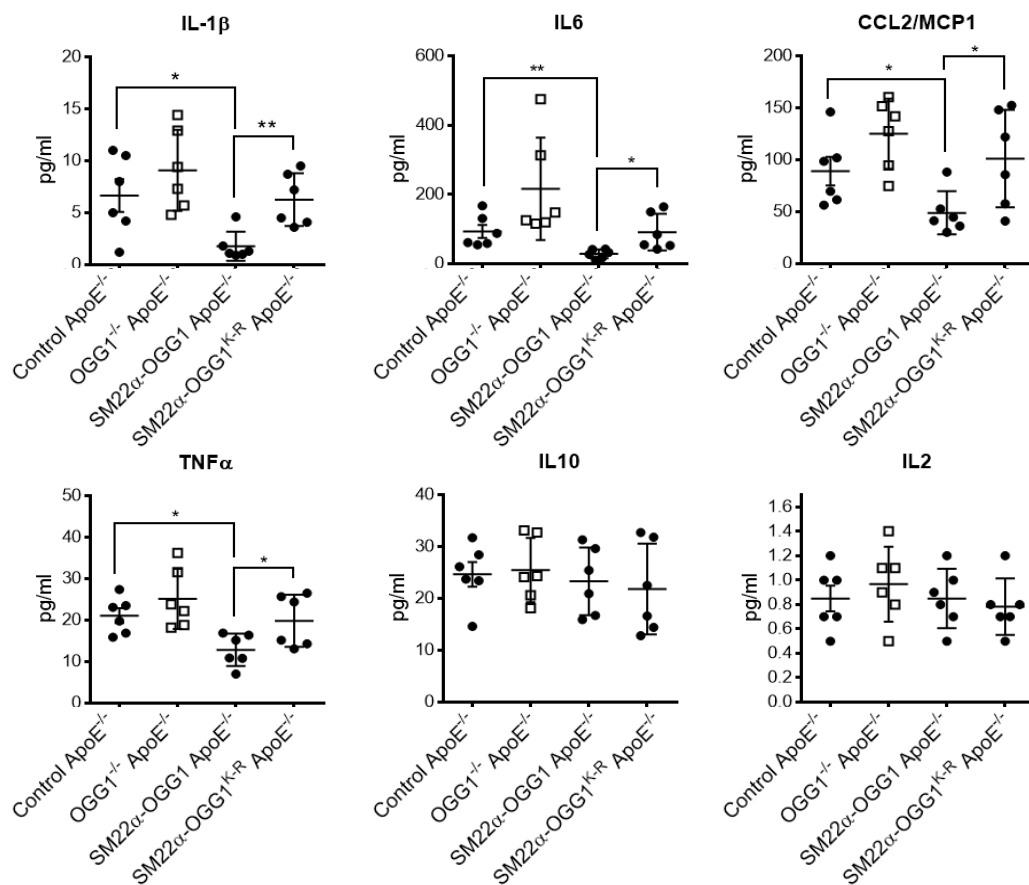 IL-1β
20
15
10
5
0
pg/ml
*
**
Control ApoE⁻/⁻
OGG1⁻/⁻ ApoE⁻/⁻
SM22α-OGG1 ApoE⁻/⁻
SM22α-OGG1ᴷ⁻ᴿ ApoE⁻/⁻
IL6
600
400
200
0
pg/ml
**
*
Control ApoE⁻/⁻
OGG1⁻/⁻ ApoE⁻/⁻
SM22α-OGG1 ApoE⁻/⁻
SM22α-OGG1ᴷ⁻ᴿ ApoE⁻/⁻
CCL2/MCP1
200
150
100
50
0
pg/ml
*
*
Control ApoE⁻/⁻
OGG1⁻/⁻ ApoE⁻/⁻
SM22α-OGG1 ApoE⁻/⁻
SM22α-OGG1ᴷ⁻ᴿ ApoE⁻/⁻
TNFα
50
40
30
20
10
0
pg/ml
*
*
Control ApoE⁻/⁻
OGG1⁻/⁻ ApoE⁻/⁻
SM22α-OGG1 ApoE⁻/⁻
SM22α-OGG1ᴷ⁻ᴿ ApoE⁻/⁻
IL10
40
30
20
10
0
pg/ml
Control ApoE⁻/⁻
OGG1⁻/⁻ ApoE⁻/⁻
SM22α-OGG1 ApoE⁻/⁻
SM22α-OGG1ᴷ⁻ᴿ ApoE⁻/⁻
IL2
1.6
1.4
1.2
1.0
0.8
0.6
0.4
0.2
0.0
pg/ml
Control ApoE⁻/⁻
OGG1⁻/⁻ ApoE⁻/⁻
SM22α-OGG1 ApoE⁻/⁻
SM22α-OGG1ᴷ⁻ᴿ ApoE⁻/⁻